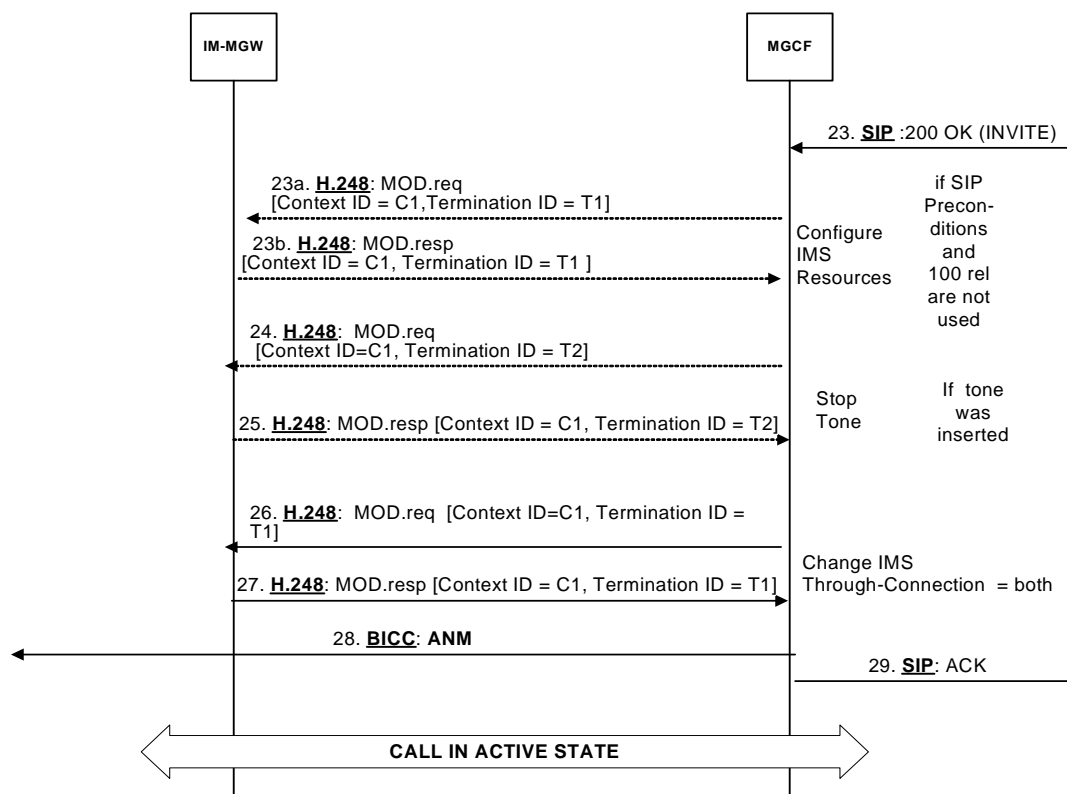 IM-MGW
MGCF
23. SIP :200 OK (INVITE)
23a. H.248: MOD.req
[Context ID = C1,Termination ID = T1]
23b. H.248: MOD.resp
[Context ID = C1, Termination ID = T1 ]
Configure
IMS
Resources
if SIP
Precon-
ditions
and
100 rel
are not
used
24. H.248: MOD.req
[Context ID=C1, Termination ID = T2]
25. H.248: MOD.resp [Context ID = C1, Termination ID = T2]
Stop
Tone
If tone
was
inserted
26. H.248: MOD.req [Context ID=C1, Termination ID =
T1]
27. H.248: MOD.resp [Context ID = C1, Termination ID = T1]
Change IMS
Through-Connection = both
28. BICC: ANM
29. SIP: ACK
CALL IN ACTIVE STATE